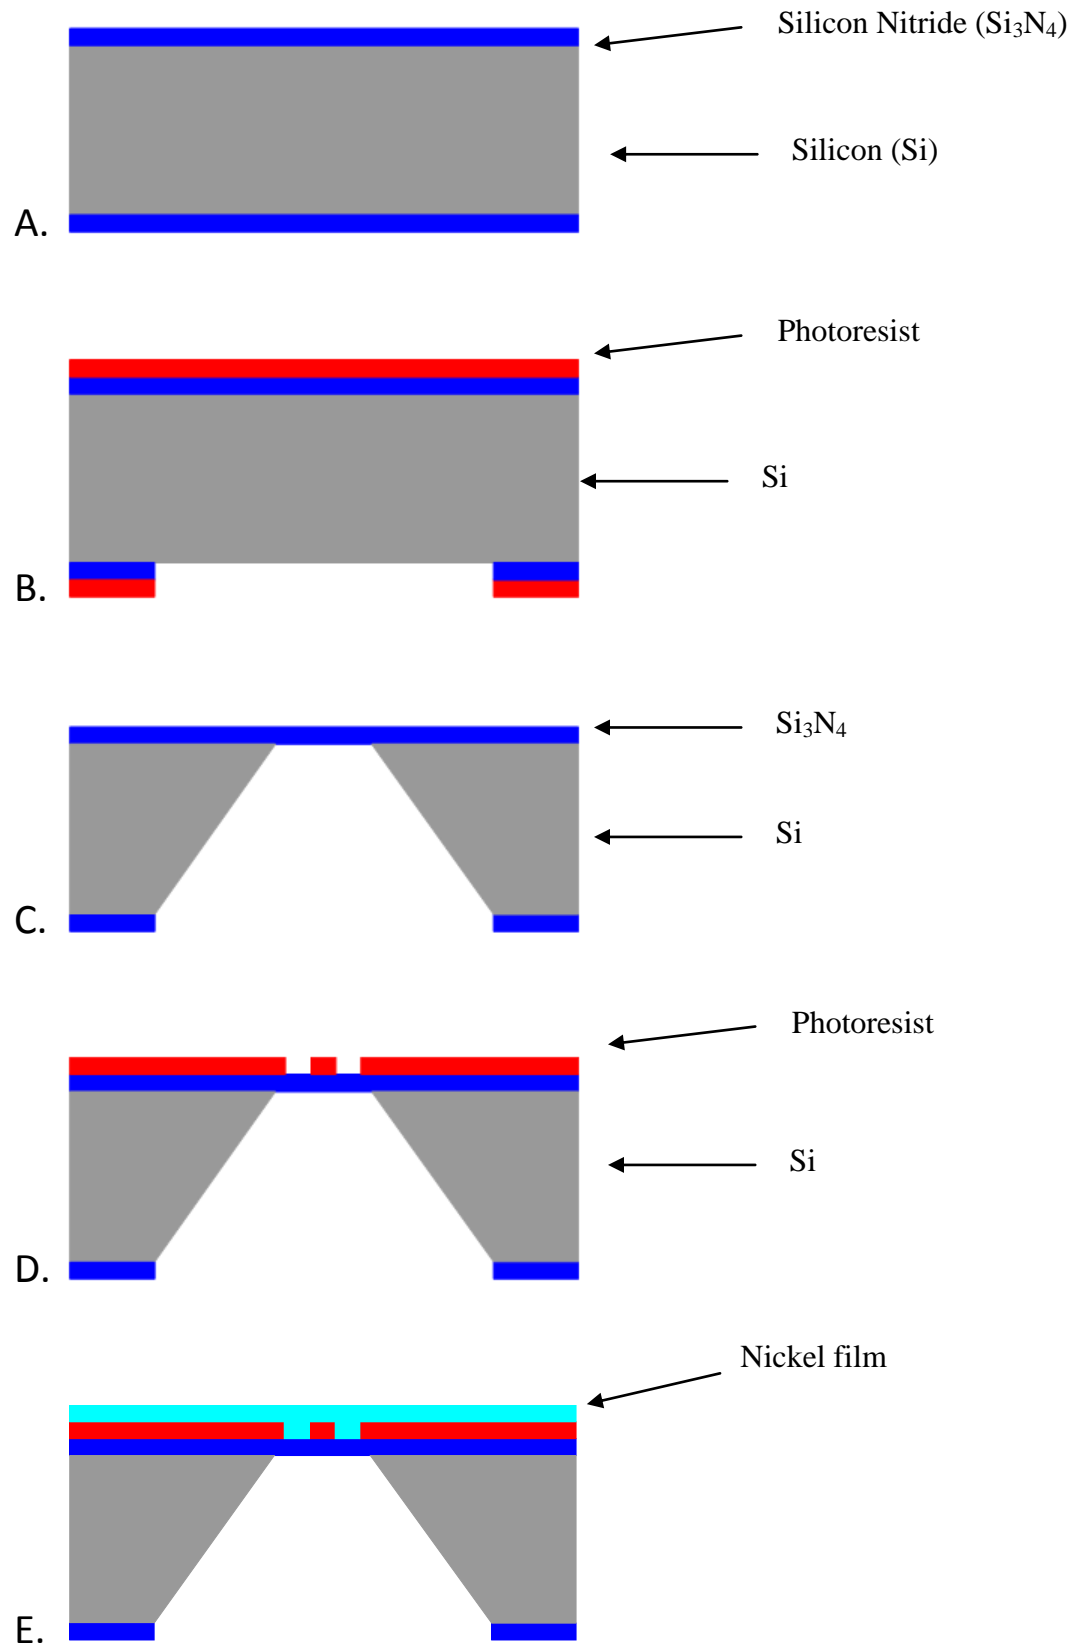 Silicon Nitride (Si₃N₄)
Silicon (Si)
A.
Photoresist
Si
B.
Si₃N₄
Si
C.
Photoresist
Si
D.
Nickel film
E.